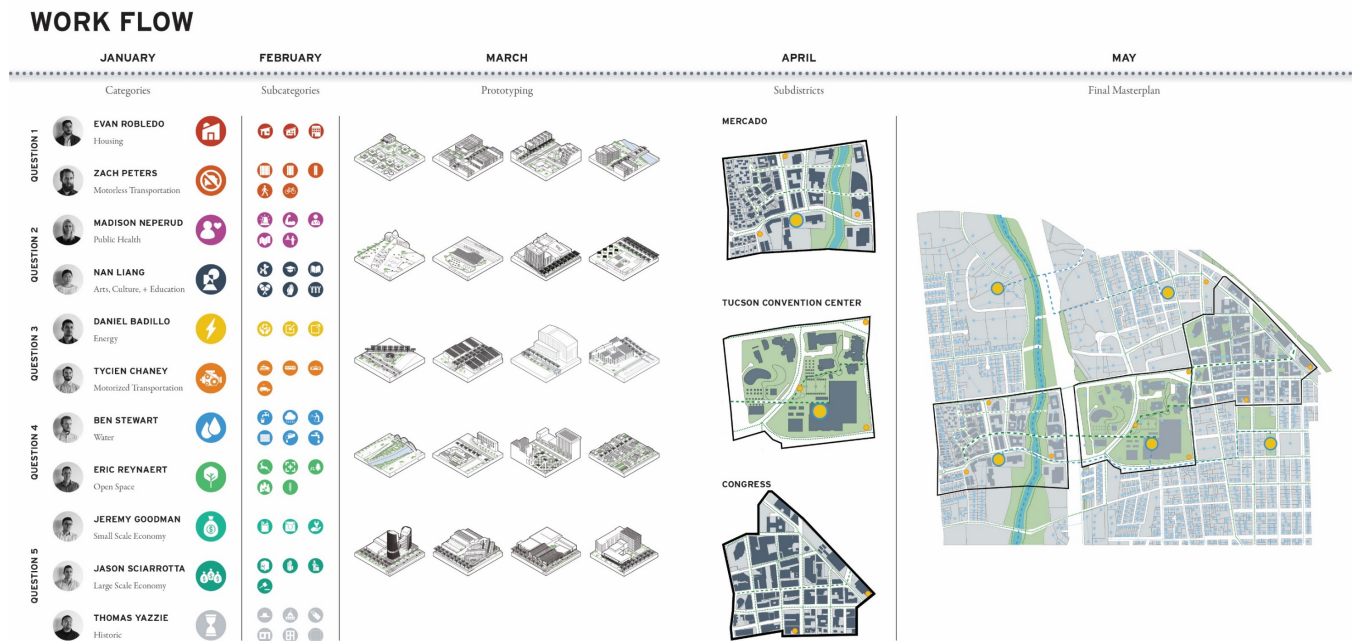 WORK FLOW
JANUARY
FEBRUARY
MARCH
APRIL
MAY
Categories
Subcategories
Prototyping
Subdistricts
Final Masterplan
QUESTION 1
EVAN ROBLEDO
Housing
ZACH PETERS
Motorless Transportation
QUESTION 2
MADISON NEPERUD
Public Health
NAN LIANG
Arts, Culture, + Education
QUESTION 3
DANIEL BADILLO
Energy
TYCIEN CHANEY
Motorized Transportation
QUESTION 4
BEN STEWART
Water
ERIC REYNAERT
Open Space
QUESTION 5
JEREMY GOODMAN
Small Scale Economy
JASON SCIARROTTA
Large Scale Economy
THOMAS YAZZIE
Historic
MERCADO
TUCSON CONVENTION CENTER
CONGRESS